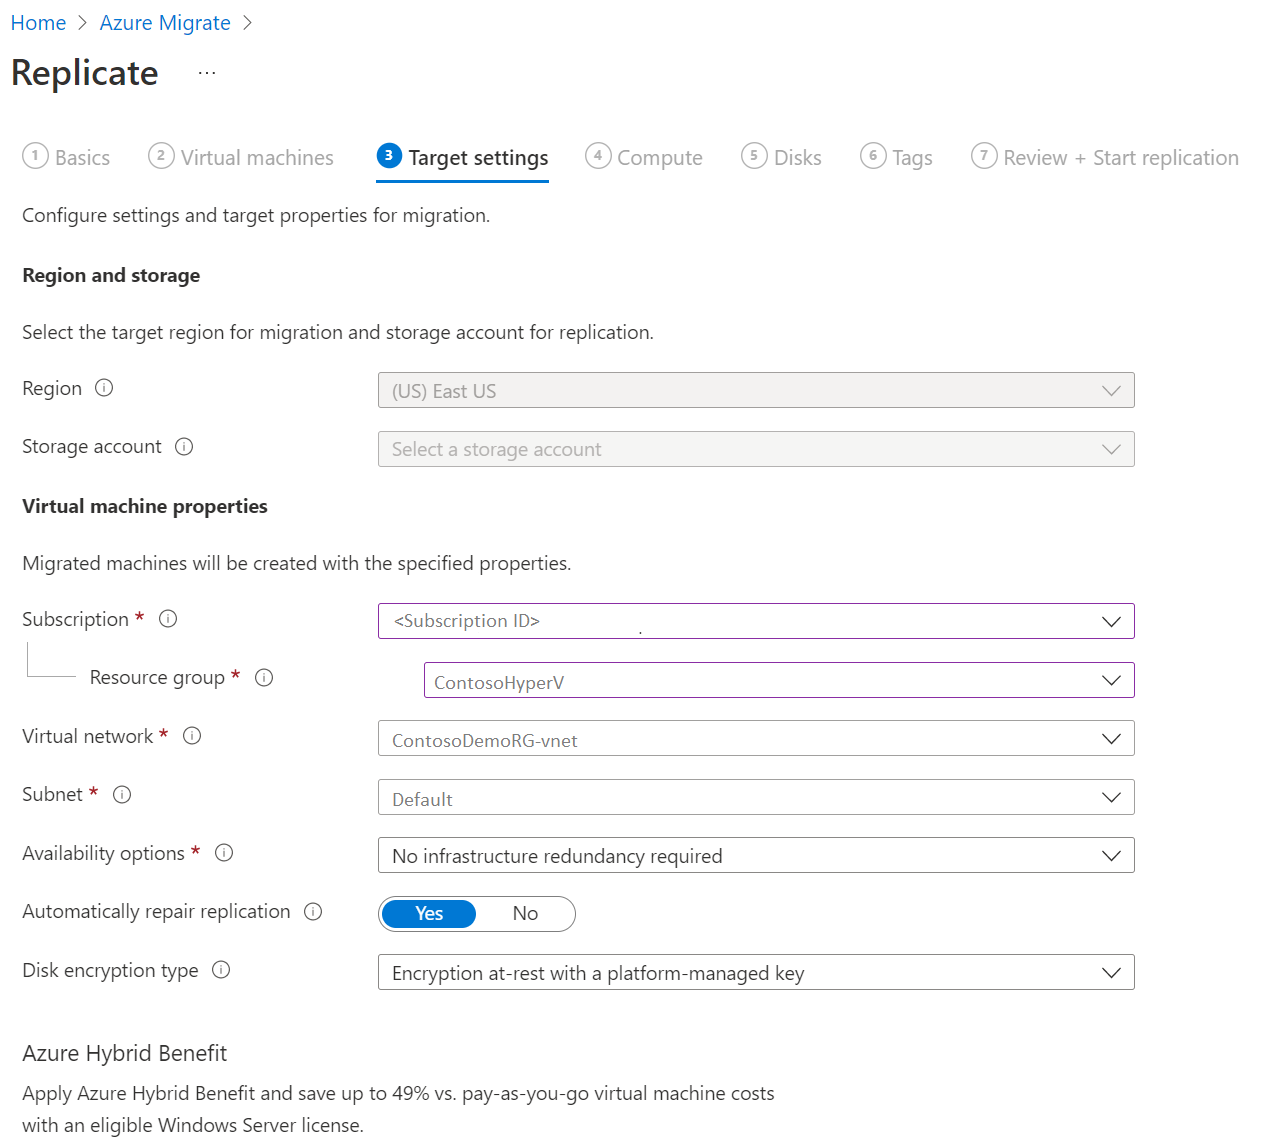 Home > Azure Migrate >
Replicate ...
1 Basics 2 Virtual machines 3 Target settings 4 Compute 5 Disks 6 Tags 7 Review + Start replication
Configure settings and target properties for migration.
Region and storage
Select the target region for migration and storage account for replication.
Region (US) East US
Storage account Select a storage account
Virtual machine properties
Migrated machines will be created with the specified properties.
Subscription * <Subscription ID>
Resource group * ContosoHyperV
Virtual network * ContosoDemoRG-vnet
Subnet * Default
Availability options * No infrastructure redundancy required
Automatically repair replication Yes No
Disk encryption type Encryption at-rest with a platform-managed key
Azure Hybrid Benefit
Apply Azure Hybrid Benefit and save up to 49% vs. pay-as-you-go virtual machine costs
with an eligible Windows Server license.